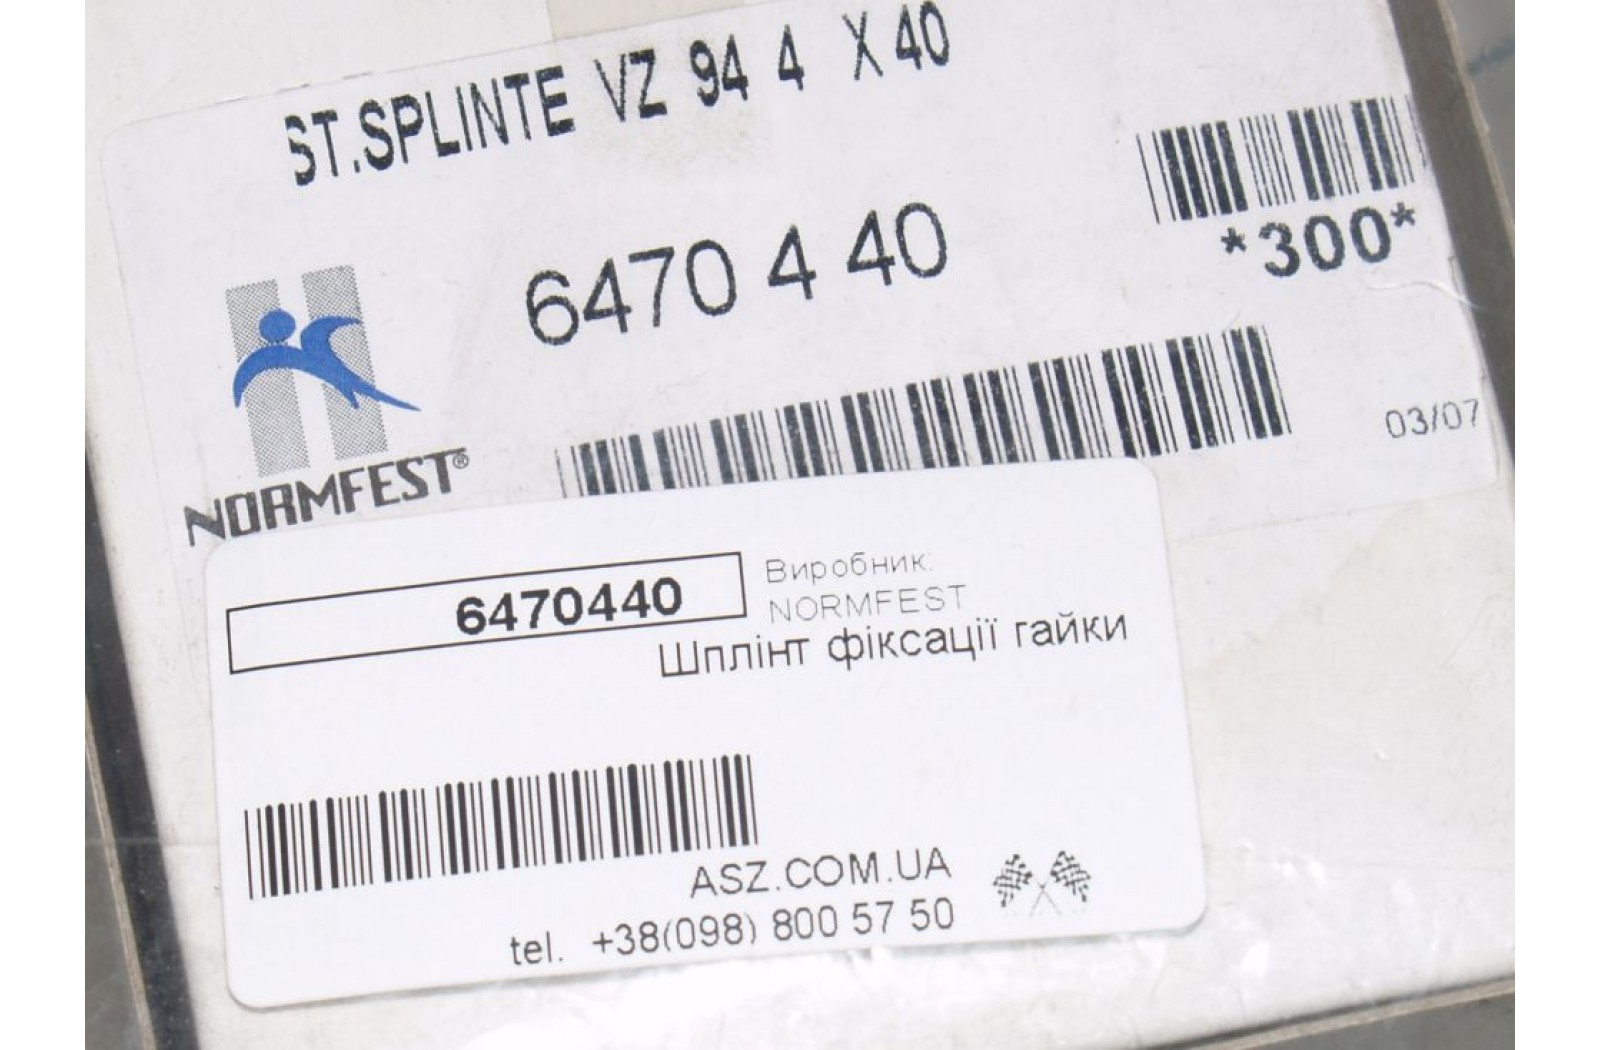 ST.SPLINTE VZ 94 4 X 40
*300*
6470 4 40
03/07
NORMFEST®
6470440
Виробник:
NORMFEST
Шплінт фіксації гайки
ASZ.COM.UA
tel. +38(098) 800 57 50